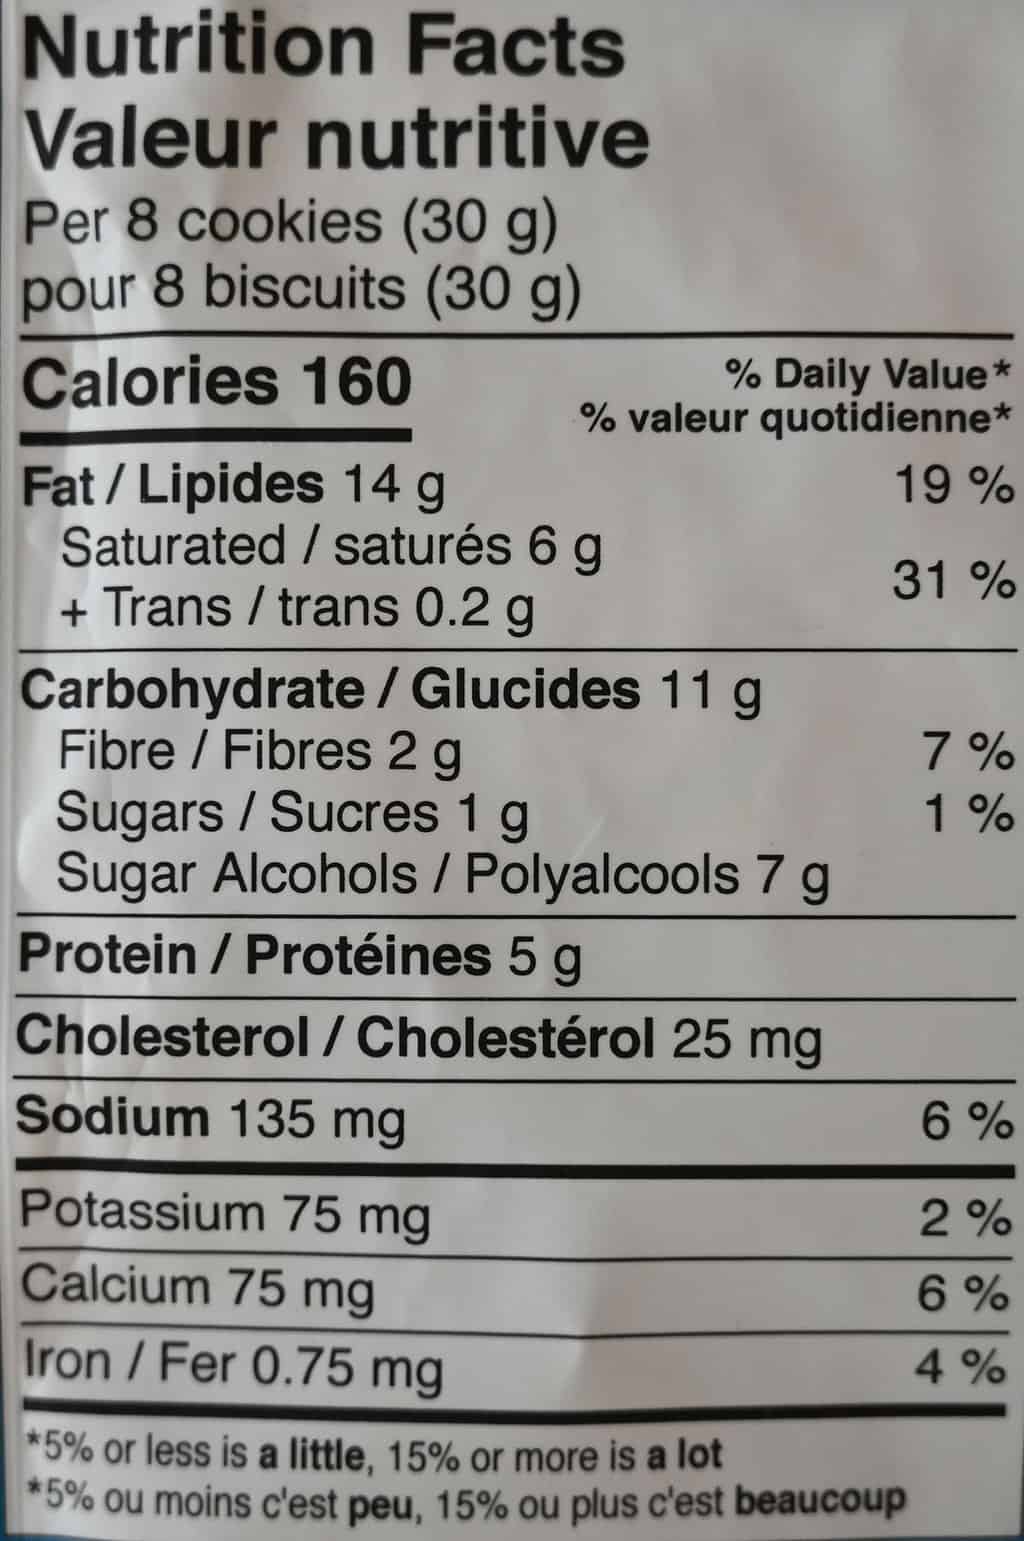 Nutrition Facts
Valeur nutritive
Per 8 cookies (30 g)
pour 8 biscuits (30 g)
Calories 160
% Daily Value*
% valeur quotidienne*
Fat / Lipides 14 g 19 %
Saturated / saturés 6 g
+ Trans / trans 0.2 g 31 %
Carbohydrate / Glucides 11 g
Fibre / Fibres 2 g 7 %
Sugars / Sucres 1 g 1 %
Sugar Alcohols / Polyalcools 7 g
Protein / Protéines 5 g
Cholesterol / Cholestérol 25 mg
Sodium 135 mg 6 %
Potassium 75 mg 2 %
Calcium 75 mg 6 %
Iron / Fer 0.75 mg 4 %
*5% or less is a little, 15% or more is a lot
*5% ou moins c'est peu, 15% ou plus c'est beaucoup